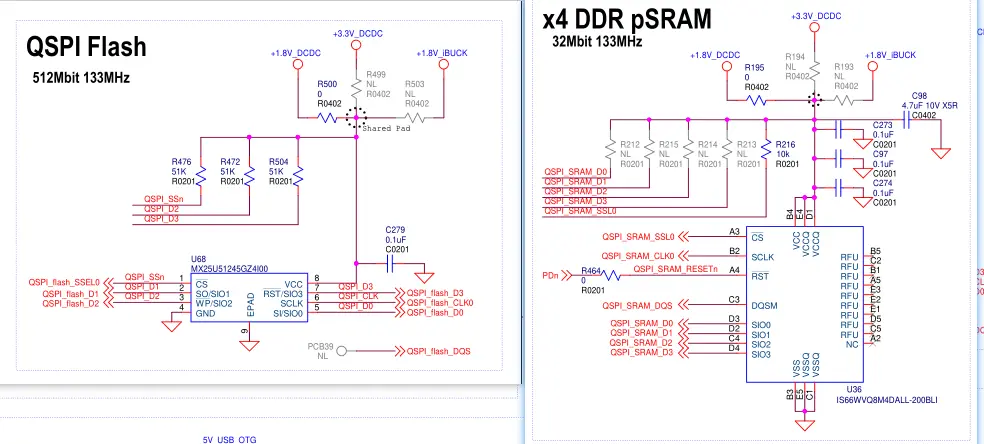 QSPI Flash
512Mbit 133MHz
+3.3V_DCDC
+1.8V_DCDC
+1.8V_iBUCK
R500
0
R0402
R499
NL
R0402
R503
NL
R0402
Shared Pad
R476
51K
R0201
R472
51K
R0201
R504
51K
R0201
QSPI_SSn
QSPI_D2
QSPI_D3
C279
0.1uF
C0201
U68
MX25U51245GZ4I00
QSPI_flash_SSEL0
QSPI_SSn
1
CS
VCC
8
QSPI_flash_D1
QSPI_D1
2
SO/SIO1
RST/SIO3
7
QSPI_D3
QSPI_flash_D3
QSPI_flash_D2
QSPI_D2
3
WP/SIO2
SCLK
6
QSPI_CLK
QSPI_flash_CLK0
4
GND
SI/SIO0
5
QSPI_D0
QSPI_flash_D0
EPAD
9
PCB39
NL
QSPI_flash_DQS
5V_USB_OTG
x4 DDR pSRAM
32Mbit 133MHz
+3.3V_DCDC
+1.8V_DCDC
+1.8V_iBUCK
R195
0
R0402
R194
NL
R0402
R193
NL
R0402
C98
4.7uF 10V X5R
C0402
C273
0.1uF
C0201
C97
0.1uF
C0201
C274
0.1uF
C0201
R212
NL
R0201
R215
NL
R0201
R214
NL
R0201
R213
NL
R0201
R216
10k
R0201
QSPI_SRAM_D0
QSPI_SRAM_D1
QSPI_SRAM_D2
QSPI_SRAM_D3
QSPI_SRAM_SSL0
B4
E4
D1
VCC
VCCQ
VCCQ
QSPI_SRAM_SSL0
A3
CS
QSPI_SRAM_CLK0
B2
SCLK
PDn
R464
0
R0201
QSPI_SRAM_RESETn
A4
RST
QSPI_SRAM_DQS
C3
DQSM
QSPI_SRAM_D0
D3
SIO0
QSPI_SRAM_D1
D2
SIO1
QSPI_SRAM_D2
C4
SIO2
QSPI_SRAM_D3
D4
SIO3
RFU
B5
RFU
C2
RFU
B1
RFU
A5
RFU
E3
RFU
E2
RFU
E1
RFU
D5
RFU
C5
NC
A2
VSS
VSSQ
VSSQ
B3
E5
C1
U36
IS66WVQ8M4DALL-200BLI